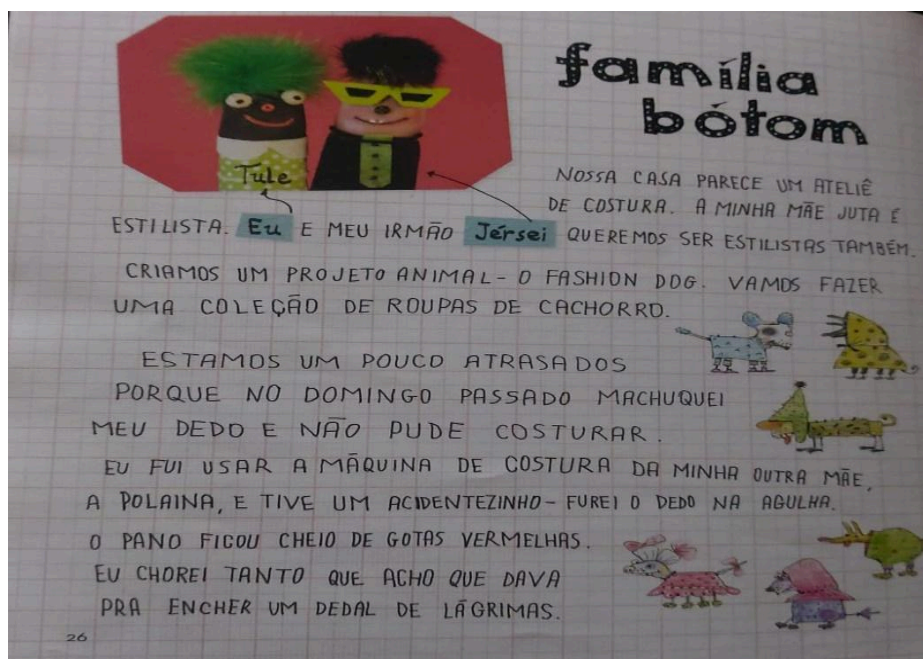 família
bótom
Tule
NOSSA CASA PARECE UM ATELIÊ
DE COSTURA. A MINHA MÃE JUTA É
ESTILISTA. Eu E MEU IRMÃO Jérsei QUEREMOS SER ESTILISTAS TAMBÉM.
CRIAMOS UM PROJETO ANIMAL - O FASHION DOG. VAMOS FAZER
UMA COLEÇÃO DE ROUPAS DE CACHORRO.
ESTAMOS UM POUCO ATRASADOS
PORQUE NO DOMINGO PASSADO MACHUQUEI
MEU DEDO E NÃO PUDE COSTURAR.
EU FUI USAR A MÁQUINA DE COSTURA DA MINHA OUTRA MÃE,
A POLAINA, E TIVE UM ACIDENTEZINHO - FUREI O DEDO NA AGULHA.
O PANO FICOU CHEIO DE GOTAS VERMELHAS.
EU CHOREI TANTO QUE ACHO QUE DAVA
PRA ENCHER UM DEDAL DE LÁGRIMAS.
26